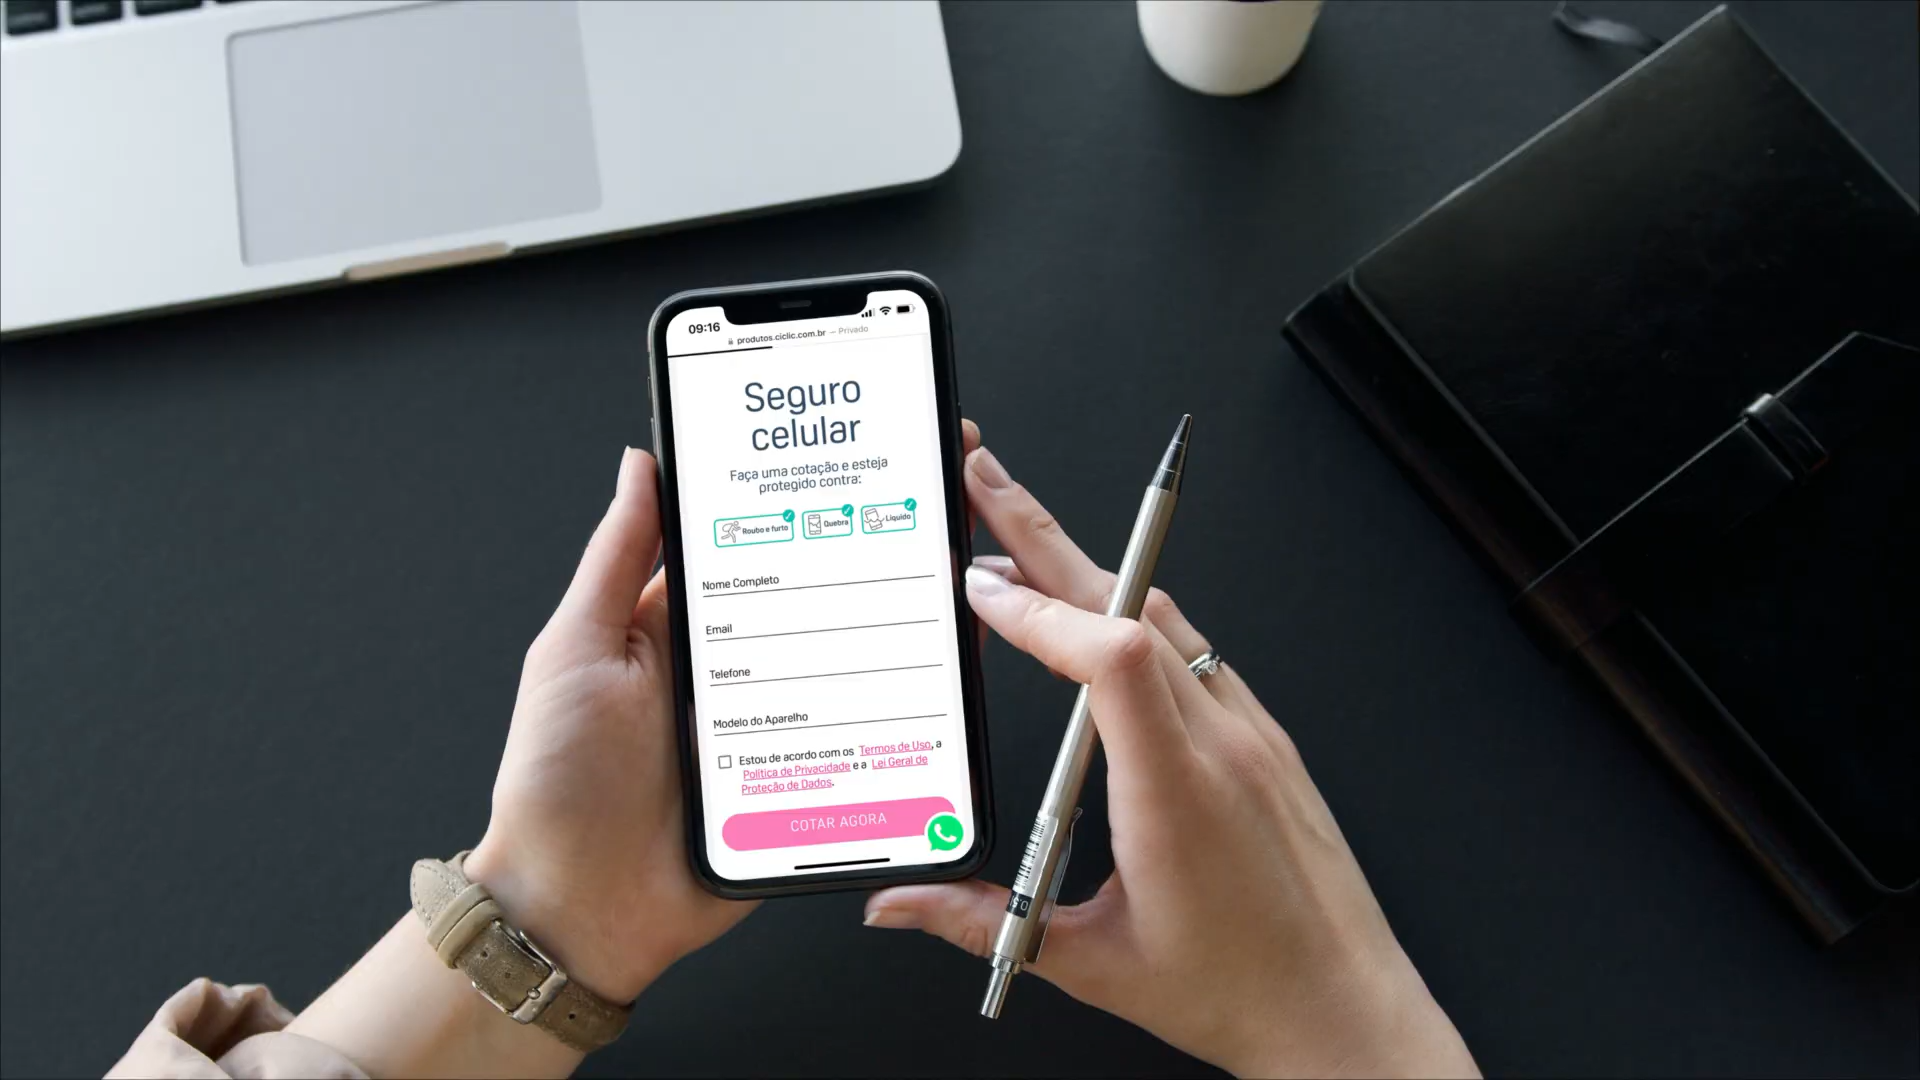 09:16
produtos.ciclic.com.br — Privado
Seguro
celular
Faça uma cotação e esteja
protegido contra:
Roubo e furto
Quebra
Líquido
Nome Completo
Email
Telefone
Modelo do Aparelho
Estou de acordo com os Termos de Uso, a
Política de Privacidade e a Lei Geral de
Proteção de Dados.
COTAR AGORA
0.5